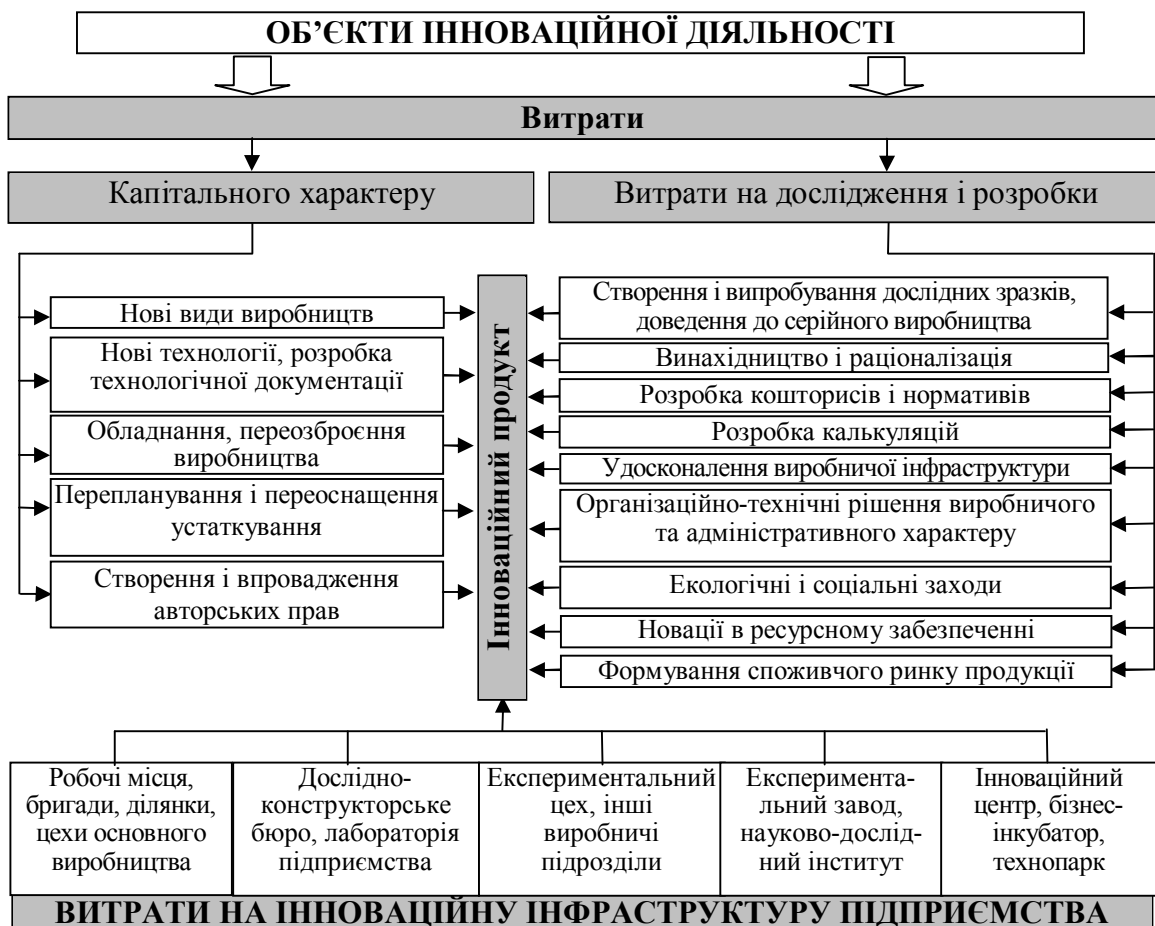 ОБ’ЄКТИ ІННОВАЦІЙНОЇ ДІЯЛЬНОСТІ
Витрати
Капітального характеру
Витрати на дослідження і розробки
Нові види виробництв
Нові технології, розробка
технологічної документації
Обладнання, переозброєння
виробництва
Перепланування і переоснащення
устаткування
Створення і впровадження
авторських прав
Інноваційний продукт
Створення і випробування дослідних зразків,
доведення до серійного виробництва
Винахідництво і раціоналізація
Розробка кошторисів і нормативів
Розробка калькуляцій
Удосконалення виробничої інфраструктури
Організаційно-технічні рішення виробничого
та адміністративного характеру
Екологічні і соціальні заходи
Новації в ресурсному забезпеченні
Формування споживчого ринку продукції
Робочі місця,
бригади, ділянки,
цехи основного
виробництва
Дослідно-
конструкторське
бюро, лабораторія
підприємства
Експериментальний
цех, інші
виробничі
підрозділи
Експеримента-
льний завод,
науково-дослід-
ний інститут
Інноваційний
центр, бізнес-
інкубатор,
технопарк
ВИТРАТИ НА ІННОВАЦІЙНУ ІНФРАСТРУКТУРУ ПІДПРИЄМСТВА